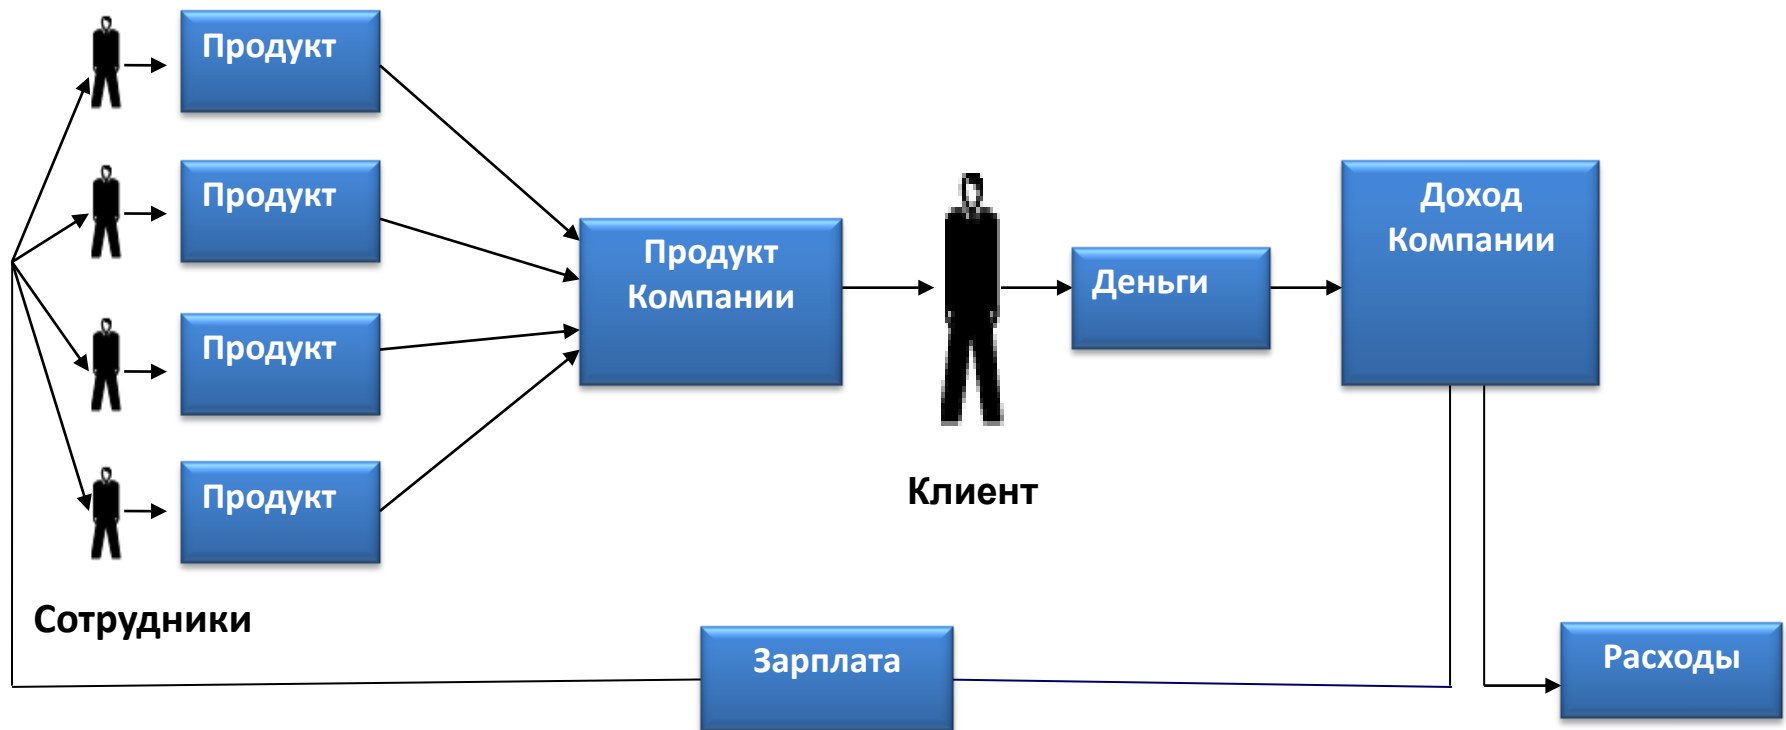 Продукт
Продукт
Продукт
Продукт
Сотрудники
Продукт
Компании
Клиент
Деньги
Доход
Компании
Зарплата
Расходы